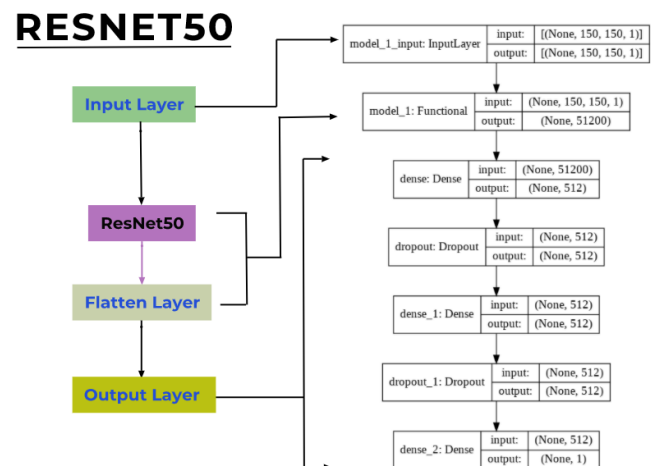 RESNET50
Input Layer
ResNet50
Flatten Layer
Output Layer
model_1_input: InputLayer
input: [(None, 150, 150, 1)]
output: [(None, 150, 150, 1)]
model_1: Functional
input: (None, 150, 150, 1)
output: (None, 51200)
dense: Dense
input: (None, 51200)
output: (None, 512)
dropout: Dropout
input: (None, 512)
output: (None, 512)
dense_1: Dense
input: (None, 512)
output: (None, 512)
dropout_1: Dropout
input: (None, 512)
output: (None, 512)
dense_2: Dense
input: (None, 512)
output: (None, 1)